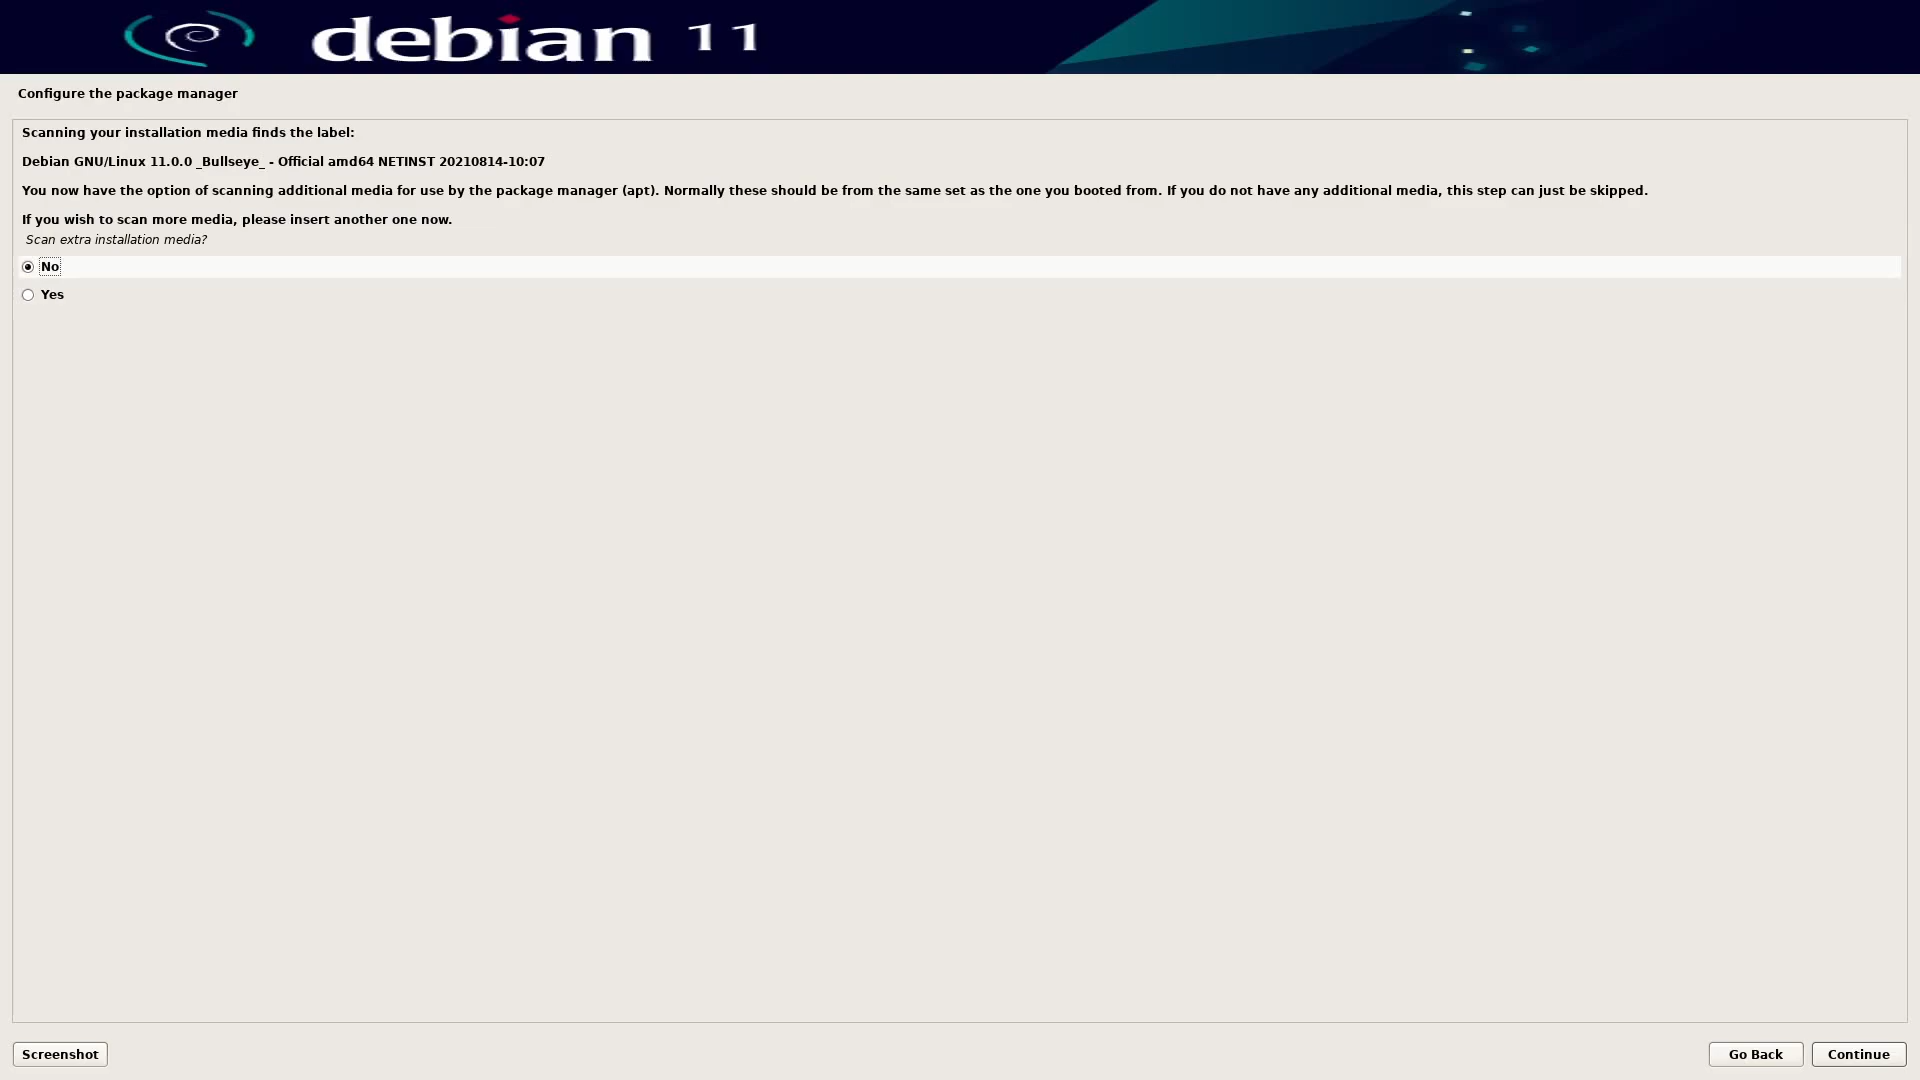 debian 11
Configure the package manager
Scanning your installation media finds the label:
Debian GNU/Linux 11.0.0 _Bullseye_ - Official amd64 NETINST 20210814-10:07
You now have the option of scanning additional media for use by the package manager (apt). Normally these should be from the same set as the one you booted from. If you do not have any additional media, this step can just be skipped.
If you wish to scan more media, please insert another one now.
Scan extra installation media?
No
Yes
Screenshot Go Back Continue